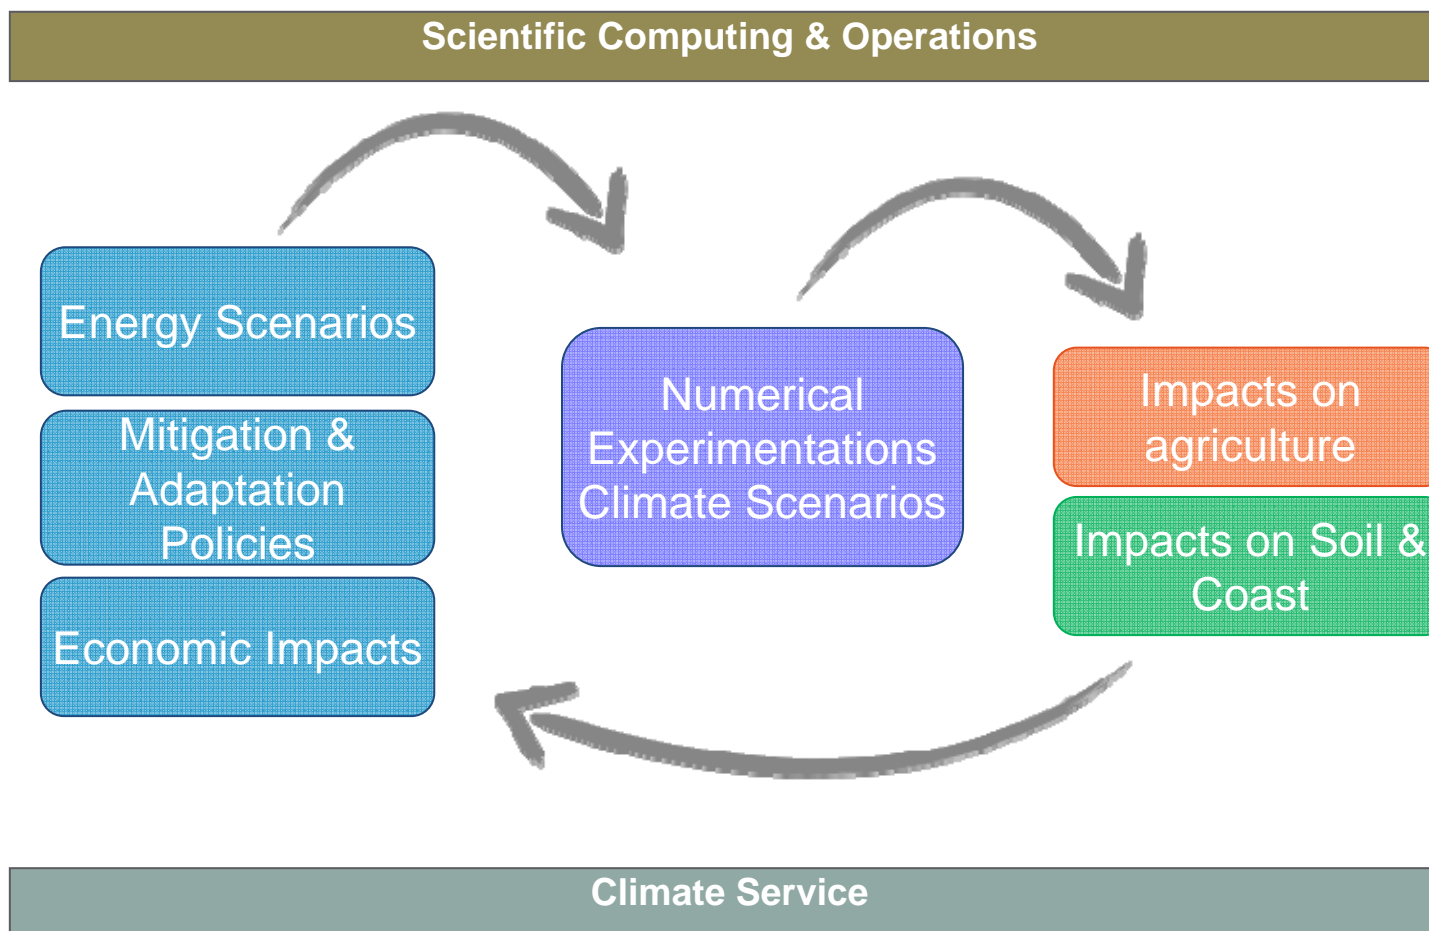 Scientific Computing & Operations
Energy Scenarios
Mitigation &
Adaptation
Policies
Economic Impacts
Numerical
Experimentations
Climate Scenarios
Impacts on
agriculture
Impacts on Soil &
Coast
Climate Service